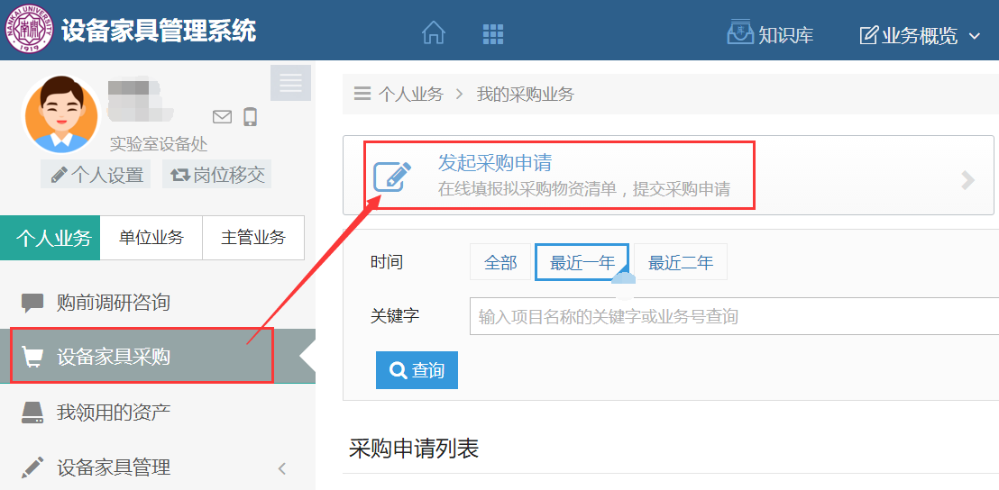 NANKAI UNIVERSITY
南開
1919
设备家具管理系统
库
知识库
业务概览
实验室设备处
个人设置
岗位移交
个人业务
单位业务
主管业务
购前调研咨询
设备家具采购
我领用的资产
设备家具管理
个人业务 > 我的采购业务
发起采购申请
在线填报拟采购物资清单，提交采购申请
时间
全部
最近一年
最近二年
关键字
输入项目名称的关键字或业务号查询
查询
采购申请列表